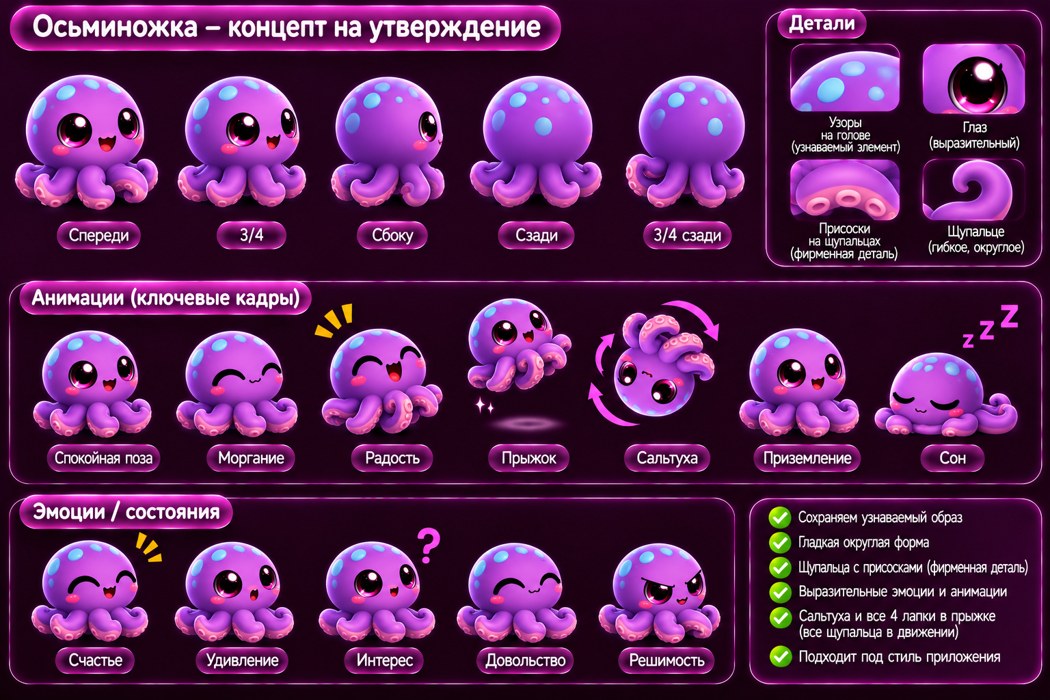 Осьминожка – концепт на утверждение
Спереди
3/4
Сбоку
Сзади
3/4 сзади
Детали
Узоры
на голове
(узнаваемый элемент)
Глаз
(выразительный)
Присоски
на щупальцах
(фирменная деталь)
Щупальце
(гибкое, округлое)
Анимации (ключевые кадры)
Спокойная поза
Моргание
Радость
Прыжок
Сальтуха
Приземление
z z Z
Сон
Эмоции / состояния
Счастье
Удивление
?
Интерес
Довольство
Решимость
Сохраняем узнаваемый образ
Гладкая округлая форма
Щупальца с присосками (фирменная деталь)
Выразительные эмоции и анимации
Сальтуха и все 4 лапки в прыжке
(все щупальца в движении)
Подходит под стиль приложения